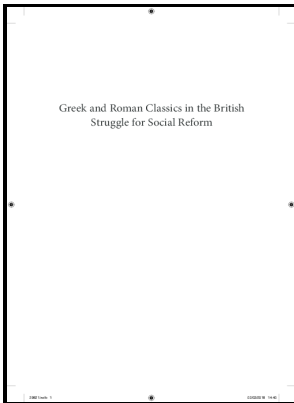 Greek and Roman Classics in the British
Struggle for Social Reform